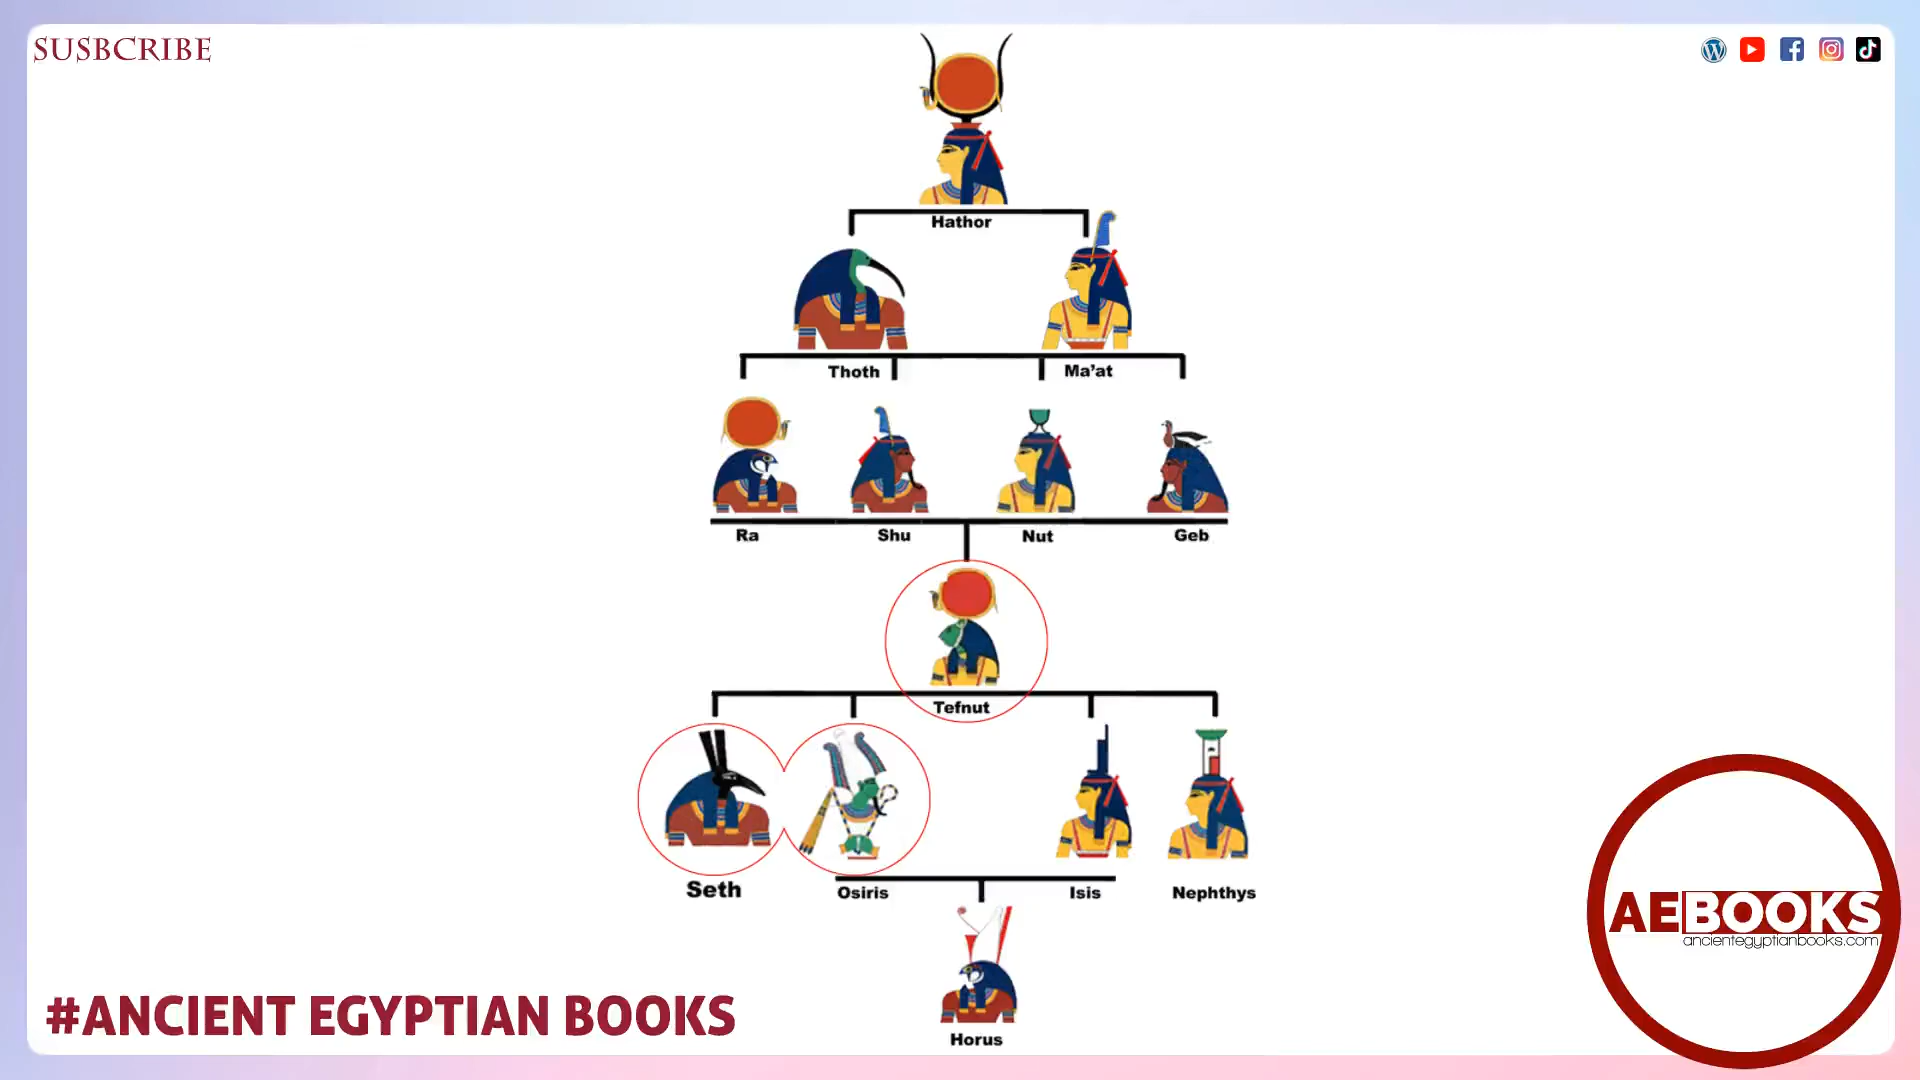 SUSBCRIBE
Hathor
Thoth
Ma'at
Ra
Shu
Nut
Geb
Tefnut
Seth
Osiris
Isis
Nephthys
Horus
AEBOOKS
ancientegyptianbooks.com
#ANCIENT EGYPTIAN BOOKS